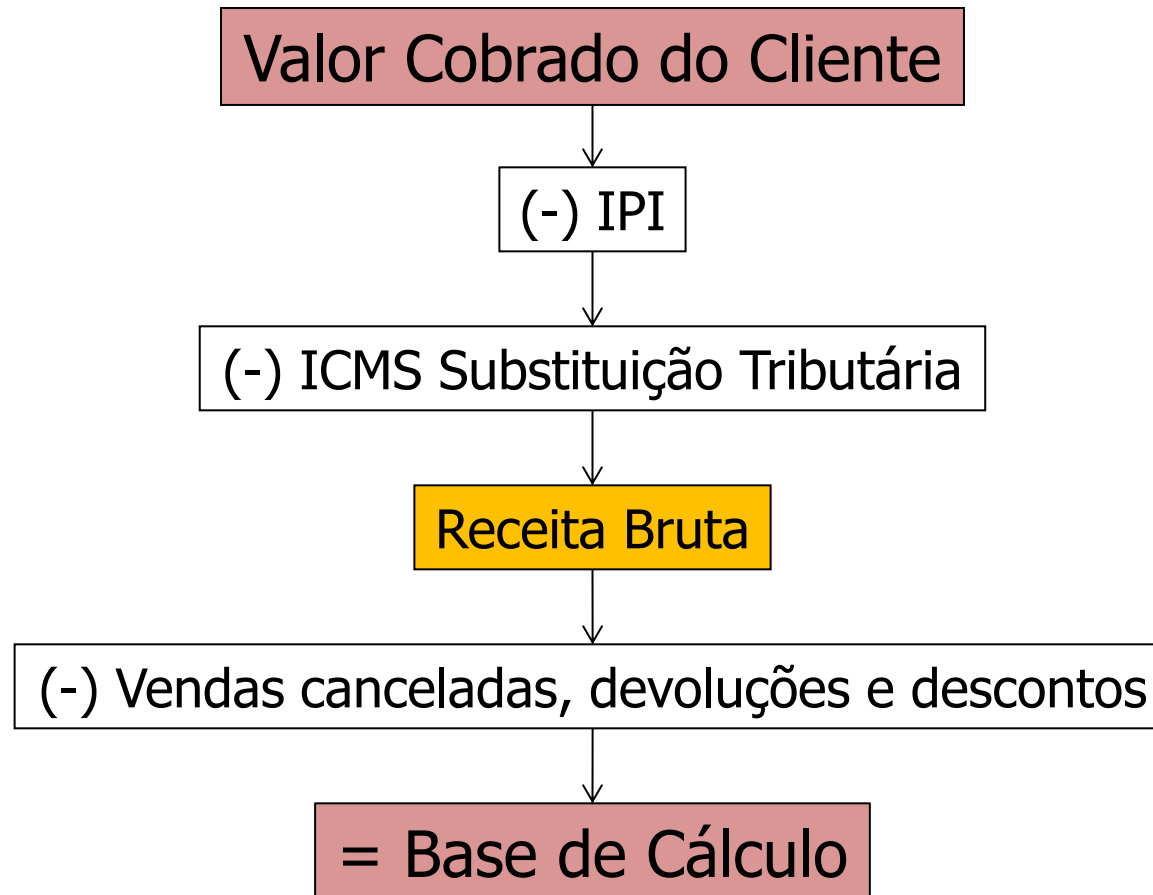 Valor Cobrado do Cliente
(-) IPI
(-) ICMS Substituição Tributária
Receita Bruta
(-) Vendas canceladas, devoluções e descontos
= Base de Cálculo